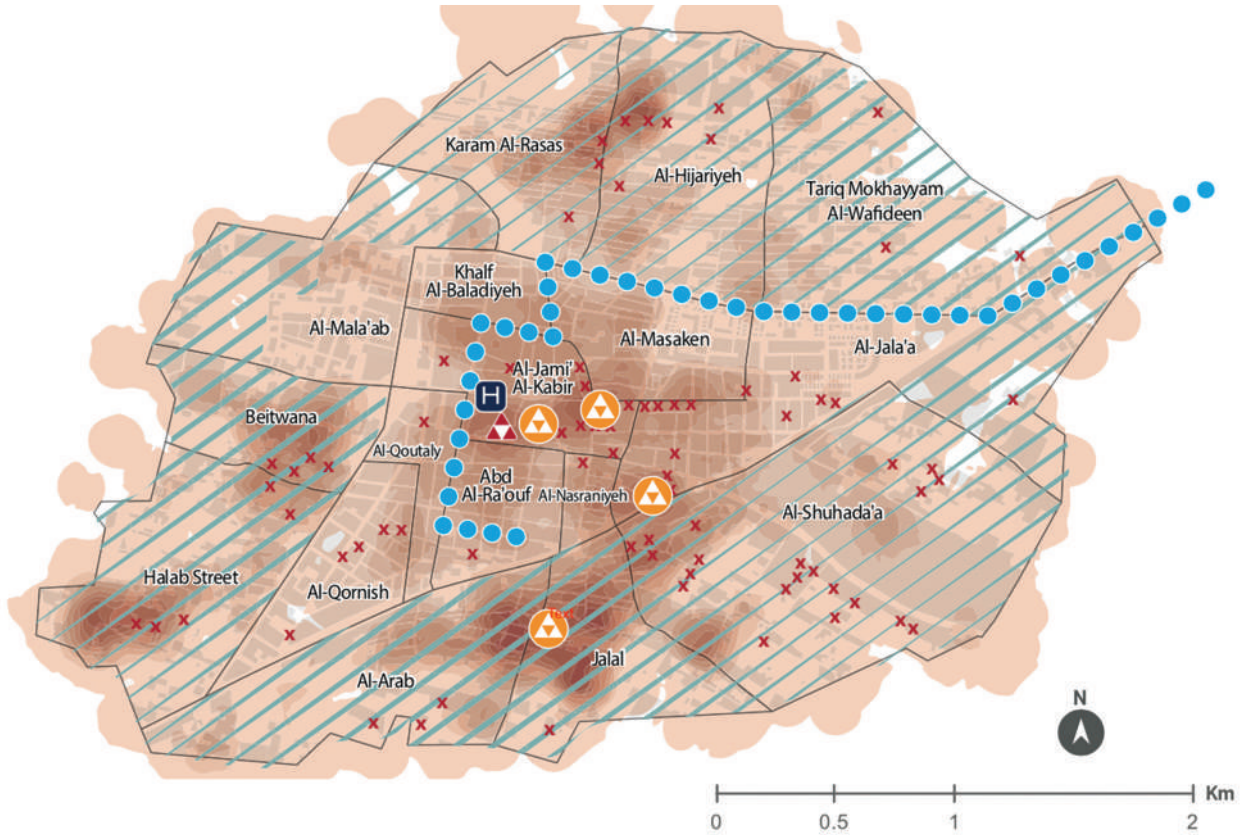 Karam Al-Rasas
Al-Hijariyeh
Tariq Mokhayyam
Al-Wafideen
Khalf
Al-Baladiyeh
Al-Mala'ab
Al-Masaken
Al-Jala'a
Al-Jami'
Al-Kabir
H
Beitwana
Al-Qoutaly
Abd
Al-Ra'ouf
Al-Nasraniyeh
Al-Shuhada'a
Halab Street
Al-Qornish
Jalal
Al-Arab
N
Km
0
0.5
1
2